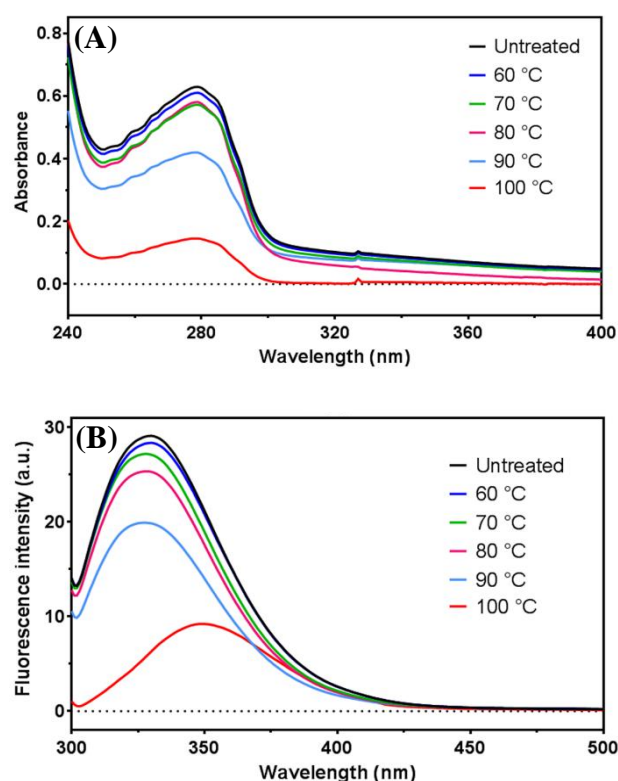 (A)
0.8
0.6
0.4
0.2
0.0
Absorbance
Untreated
60 °C
70 °C
80 °C
90 °C
100 °C
240
280
320
360
400
Wavelength (nm)
(B)
30
20
10
0
Fluorescence intensity (a.u.)
Untreated
60 °C
70 °C
80 °C
90 °C
100 °C
300
350
400
450
500
Wavelength (nm)